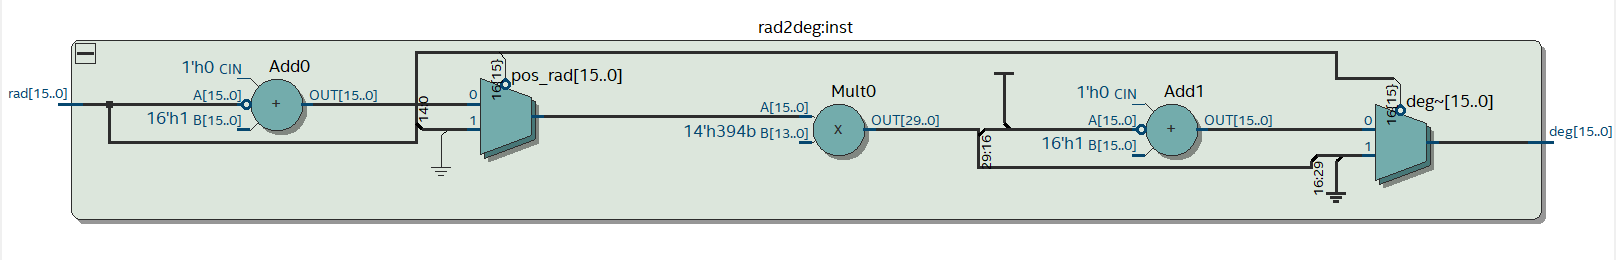 rad2deg:inst
rad[15..0]
1'h0 CIN
Add0
A[15..0]
16'h1 B[15..0]
+
OUT[15..0]
14:0
16{15}
pos_rad[15..0]
0
1
Mult0
A[15..0]
14'h394b B[13..0]
x
OUT[29..0]
29:16
1'h0 CIN
Add1
A[15..0]
16'h1 B[15..0]
+
OUT[15..0]
16:29
16{15}
deg~[15..0]
0
1
deg[15..0]